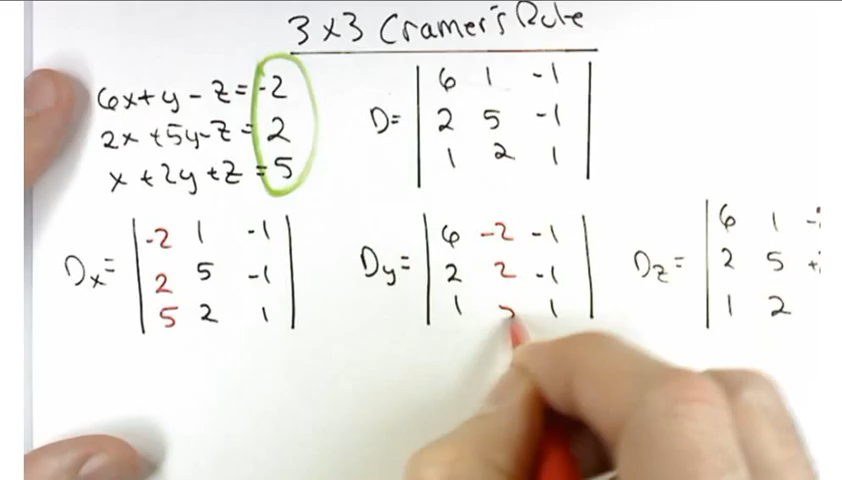 3x3 Cramer's Rule
6x+y-z=-2
2x+5y-z=2
x+2y+z=5
D= | 6 1 -1 |
| 2 5 -1 |
| 1 2 1 |
Dx= | -2 1 -1 |
| 2 5 -1 |
| 5 2 1 |
Dy= | 6 -2 -1 |
| 2 2 -1 |
| 1 1 |
Dz= | 6 1
| 2 5
| 1 2